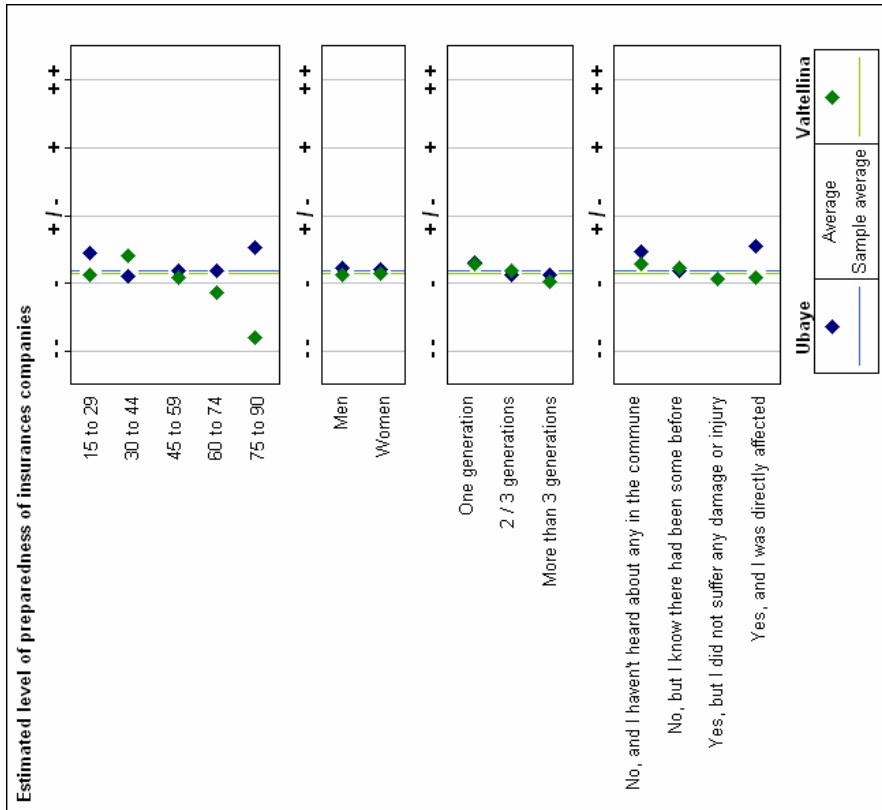 Estimated level of preparedness of insurances companies
- - - + / - + + +
15 to 29
30 to 44
45 to 59
60 to 74
75 to 90
- - - + / - + + +
Men
Women
- - - + / - + + +
One generation
2 / 3 generations
More than 3 generations
- - - + / - + + +
No, and I haven't heard about any in the commune
No, but I know there had been some before
Yes, but I did not suffer any damage or injury
Yes, and I was directly affected
Ubaye Valtellina
Average
Sample average